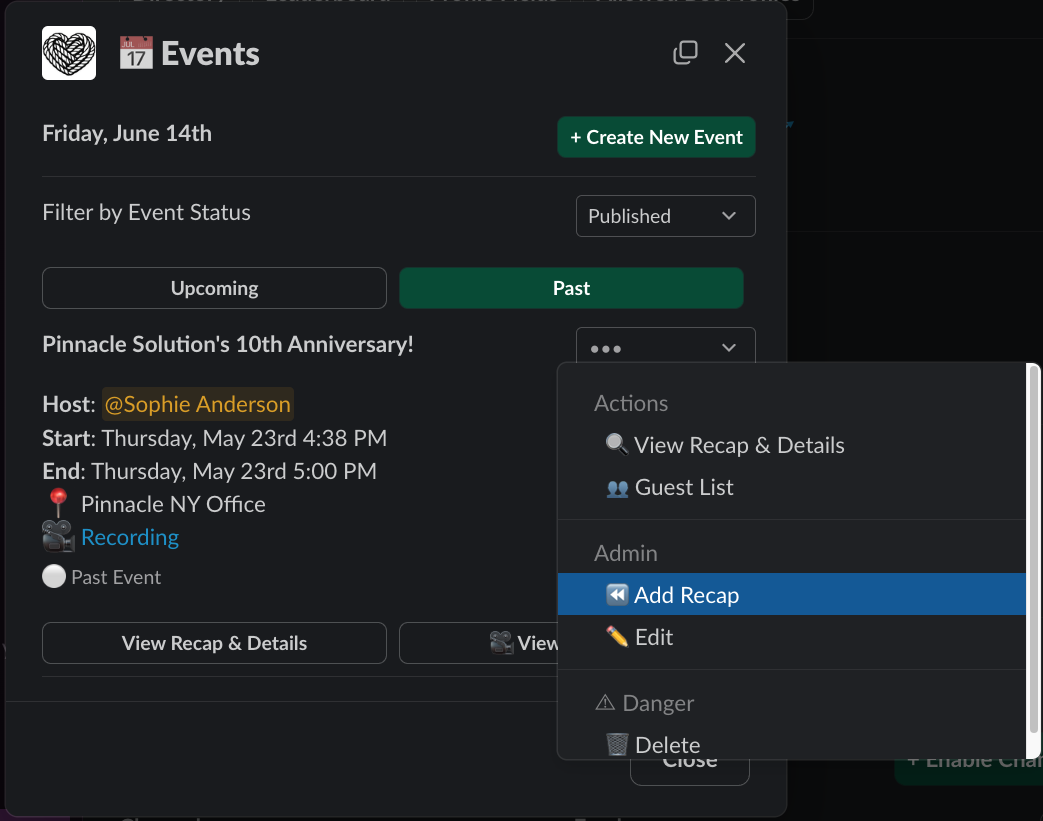 Events
Friday, June 14th
+ Create New Event
Filter by Event Status
Published
Upcoming
Past
Pinnacle Solution's 10th Anniversary!
•••
Host: @Sophie Anderson
Start: Thursday, May 23rd 4:38 PM
End: Thursday, May 23rd 5:00 PM
Pinnacle NY Office
Recording
Past Event
View Recap & Details
View
Actions
View Recap & Details
Guest List
Admin
Add Recap
Edit
Danger
Delete
Close
+ Enable